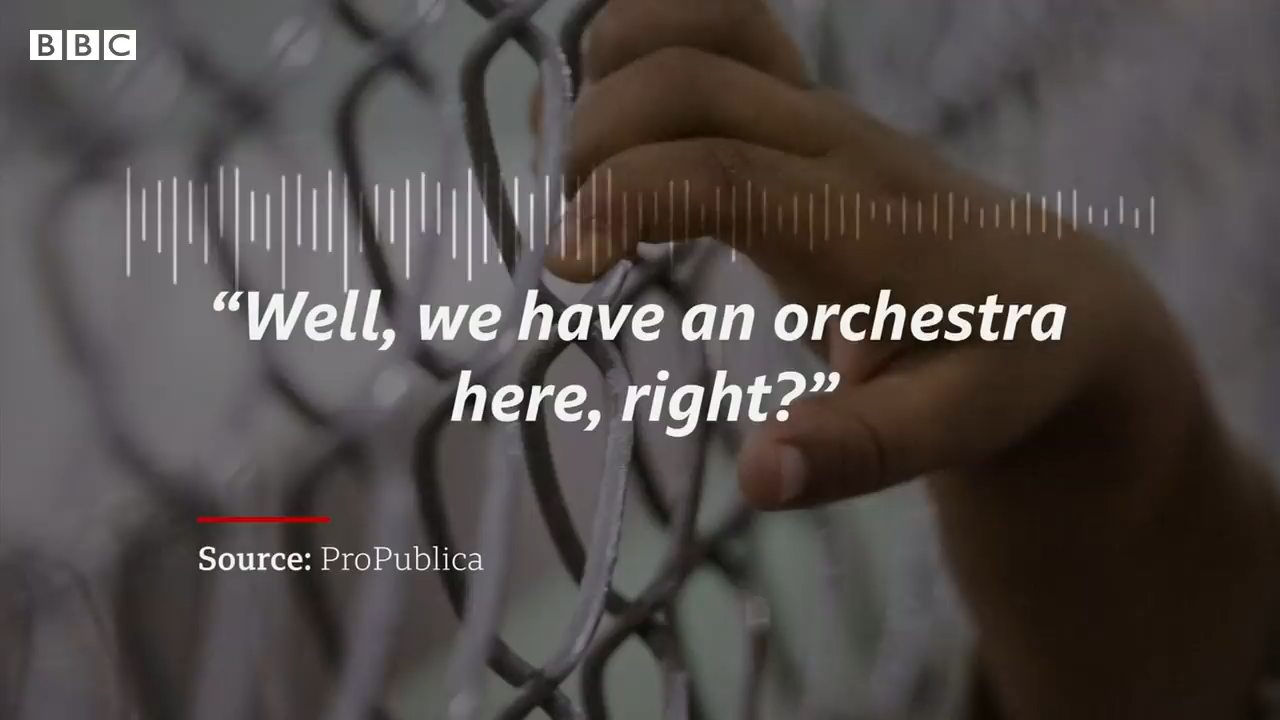 BBC
“Well, we have an orchestra
here, right?”
Source: ProPublica